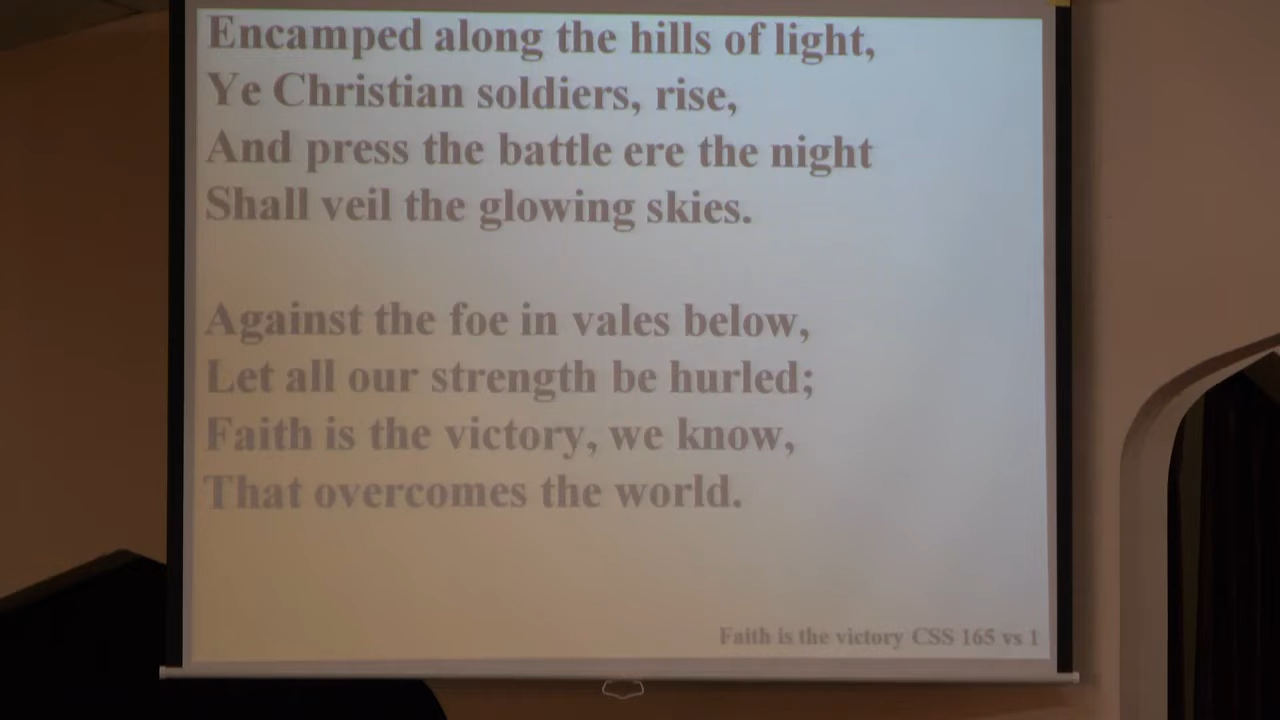 Encamped along the hills of light,
Ye Christian soldiers, rise,
And press the battle ere the night
Shall veil the glowing skies.
Against the foe in vales below,
Let all our strength be hurled;
Faith is the victory, we know,
That overcomes the world.
Faith is the victory CSS 165 vs 1